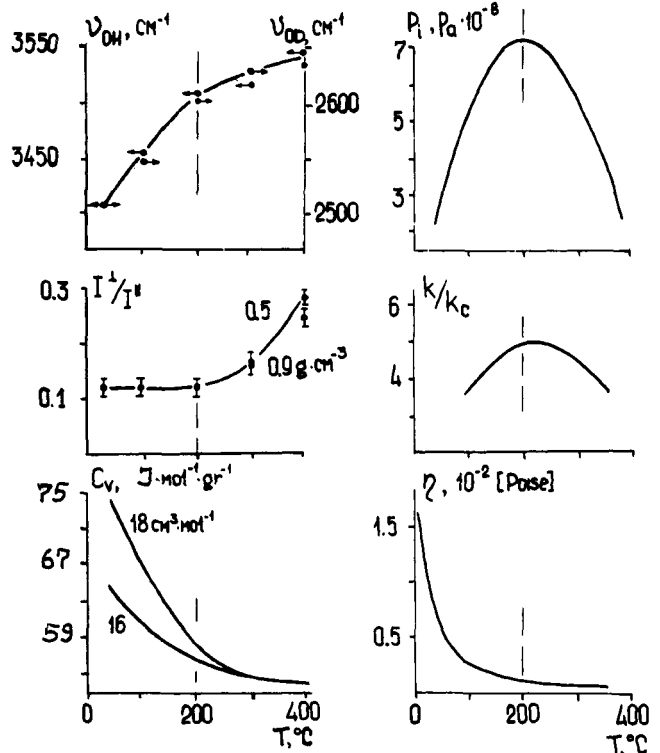 ν_OH, cm⁻¹
ν_OD, cm⁻¹
3550
3450
2600
2500
P_i, Pa·10⁻⁸
7
5
3
I^⊥/I^∥
0.3
0.1
0.5
0.9 g·cm⁻³
k/k_c
6
4
C_v, J·mol⁻¹·gr⁻¹
75
67
59
18 cm³·mol⁻¹
16
0 200 400
T, °C
η, 10⁻² [Poise]
1.5
0.5
0 200 400
T, °C